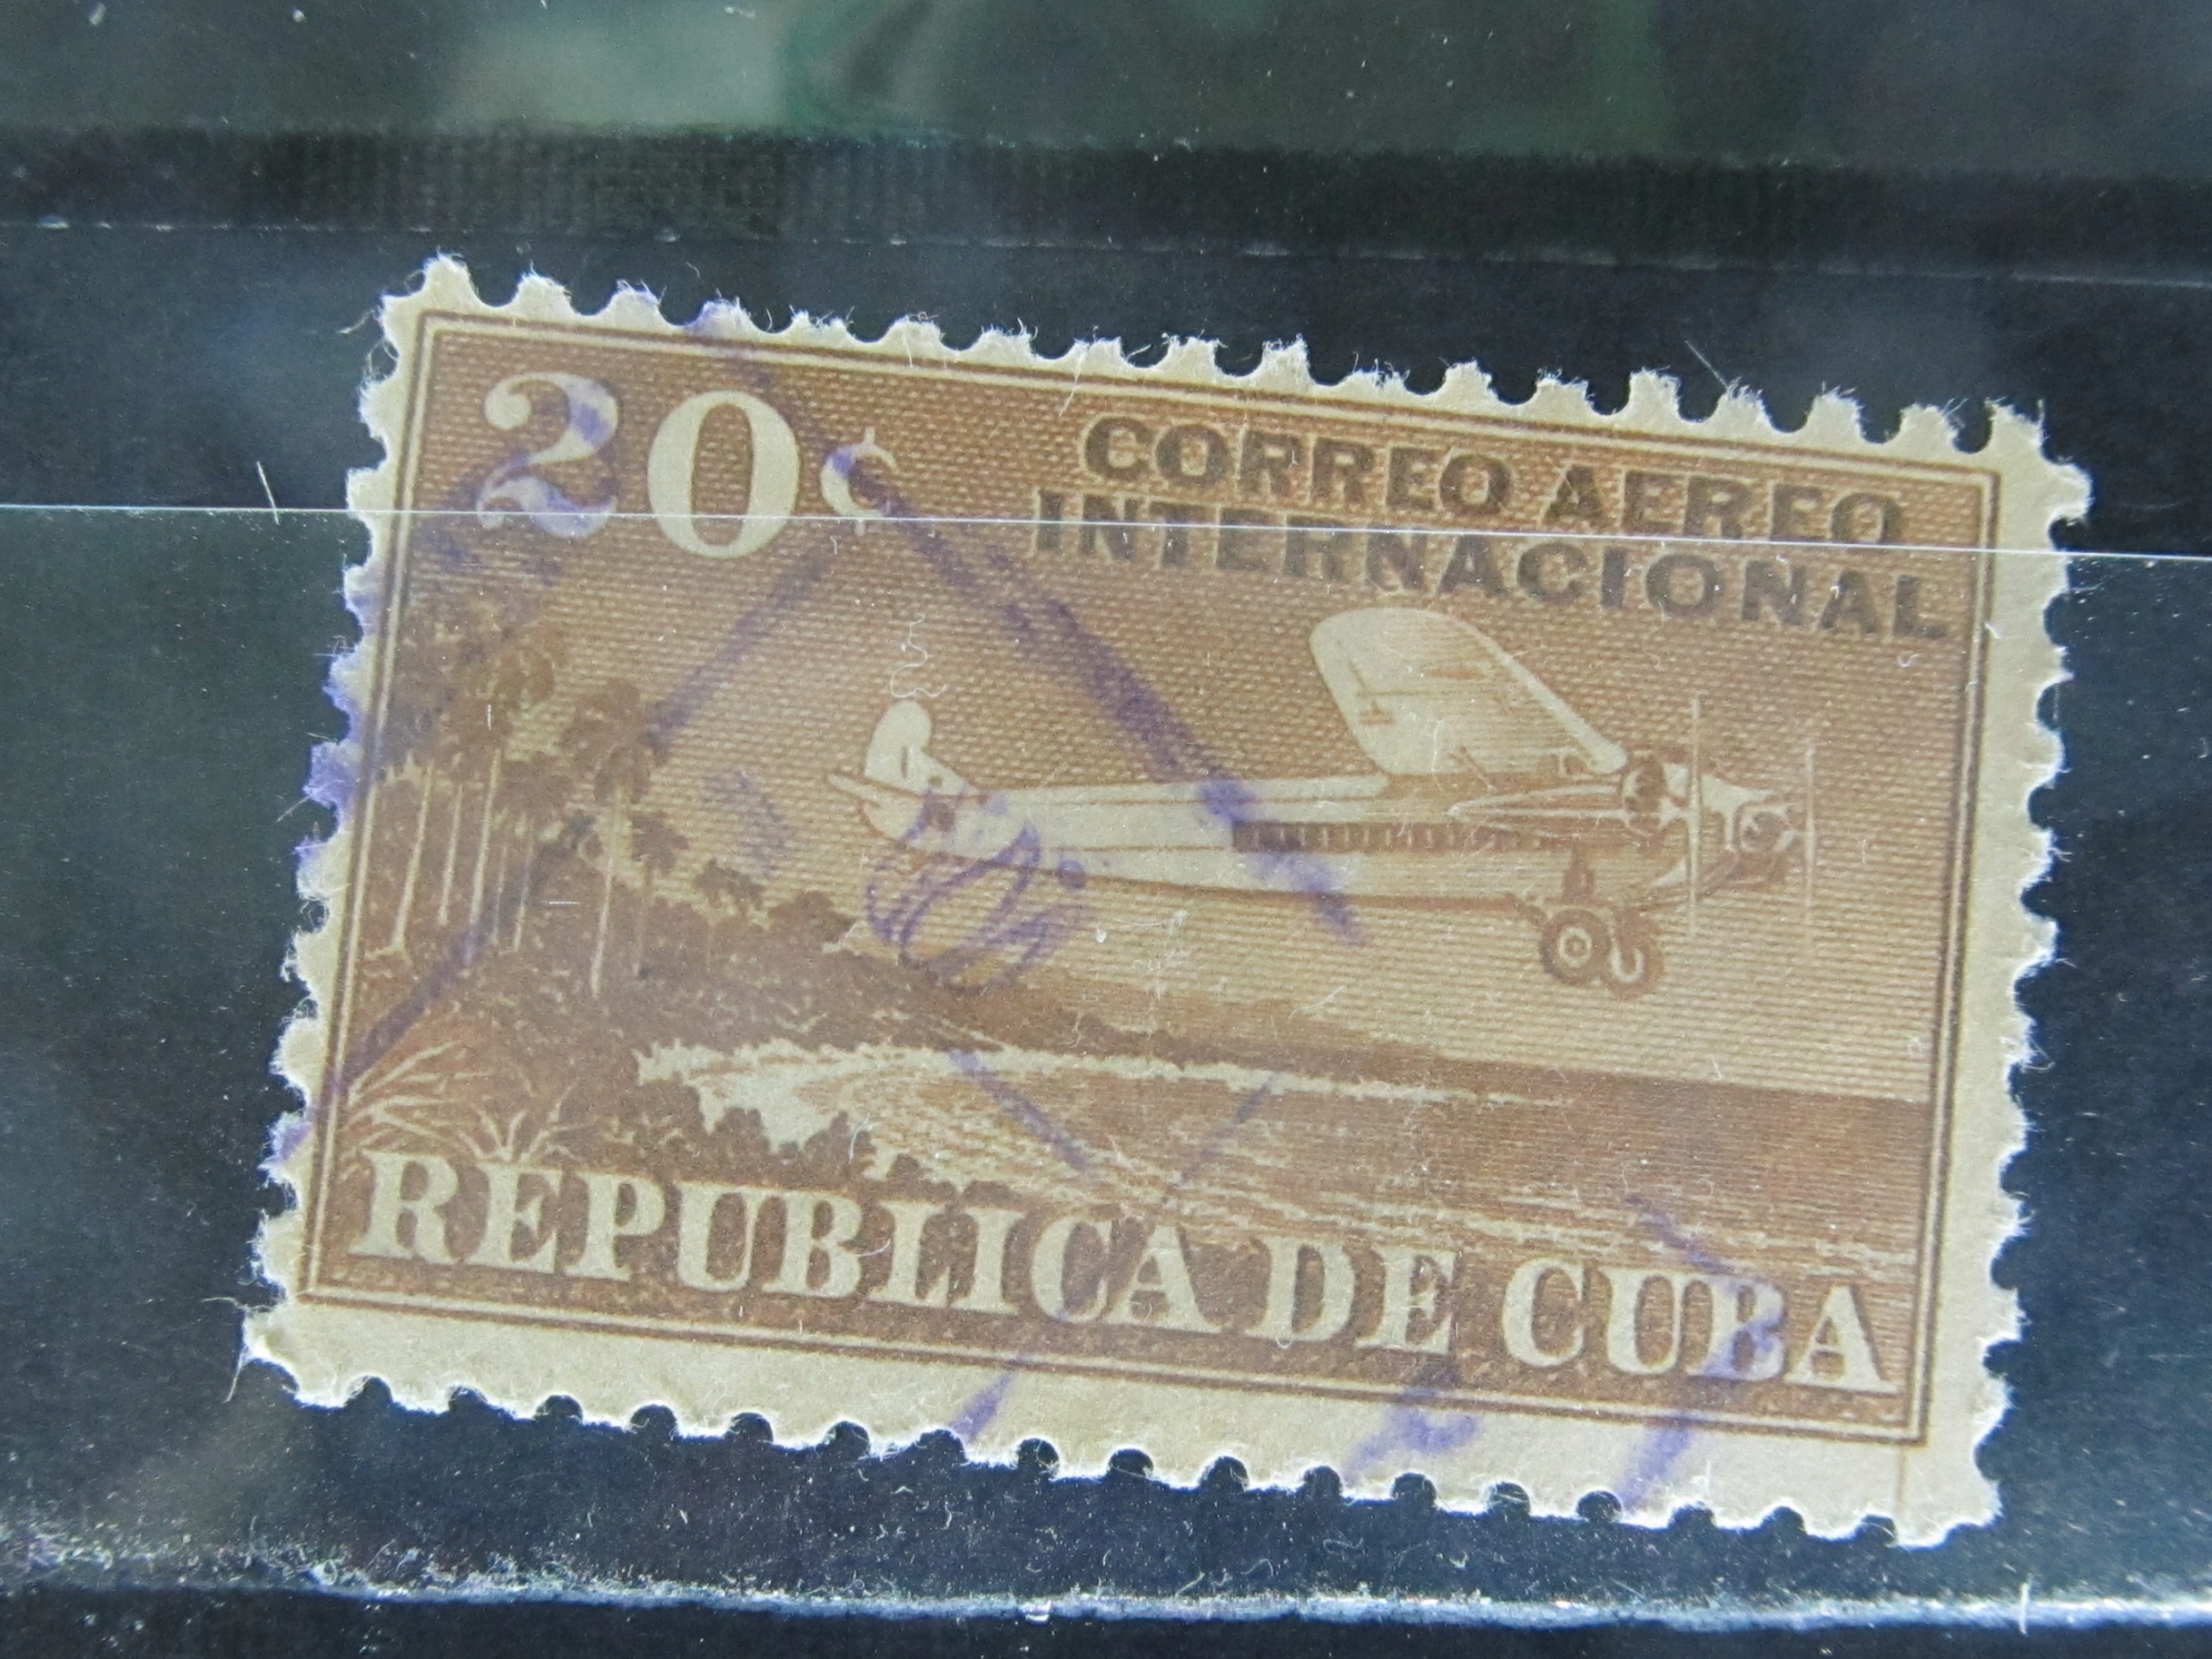 20¢
CORREO AEREO
INTERNACIONAL
REPUBLICA DE CUBA